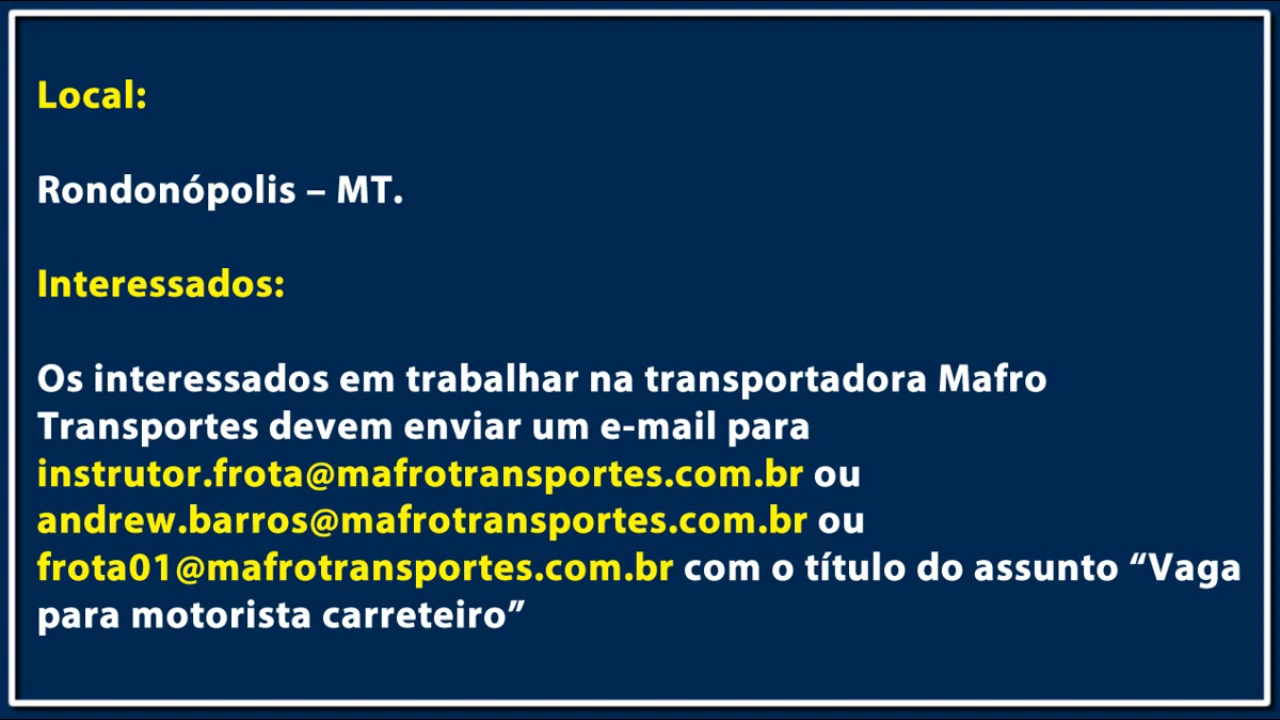 Local:
Rondonópolis – MT.
Interessados:
Os interessados em trabalhar na transportadora Mafro
Transportes devem enviar um e-mail para
instrutor.frota@mafrotransportes.com.br ou
andrew.barros@mafrotransportes.com.br ou
frota01@mafrotransportes.com.br com o título do assunto “Vaga
para motorista carreteiro”